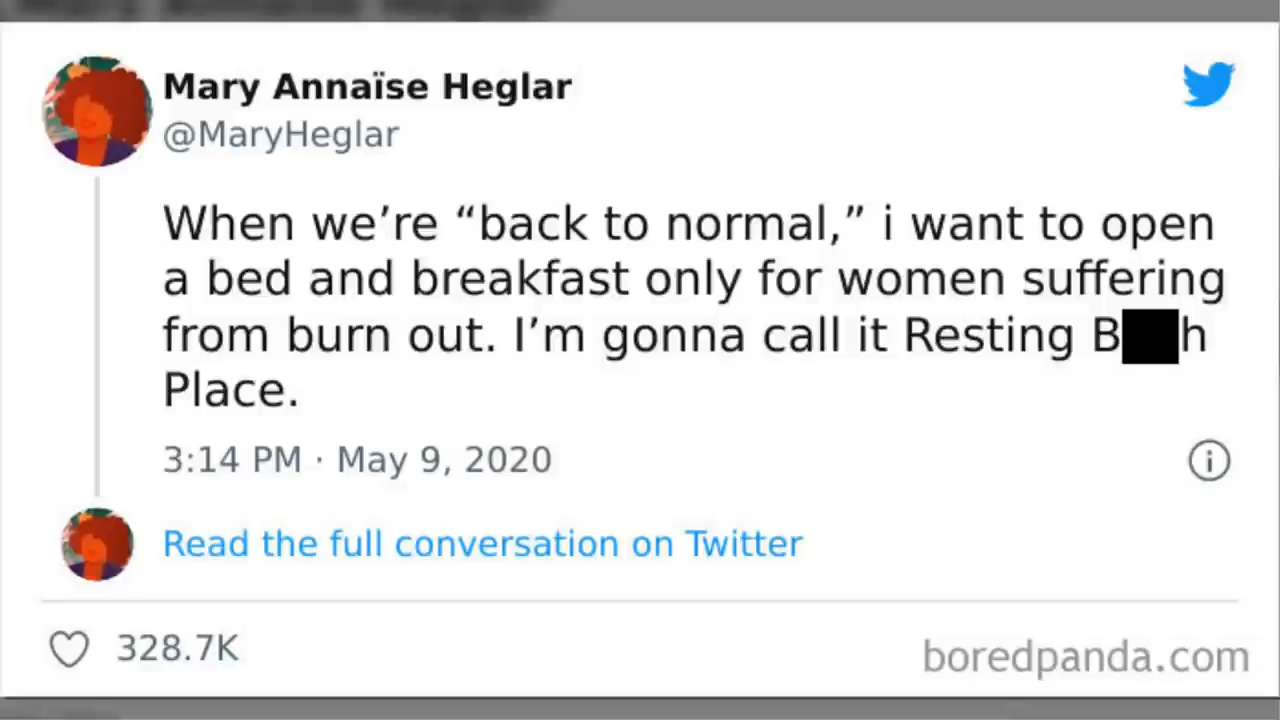 Mary Annaïse Heglar
@MaryHeglar
When we’re “back to normal,” i want to open
a bed and breakfast only for women suffering
from burn out. I’m gonna call it Resting B██h
Place.
3:14 PM · May 9, 2020
Read the full conversation on Twitter
328.7K
boredpanda.com